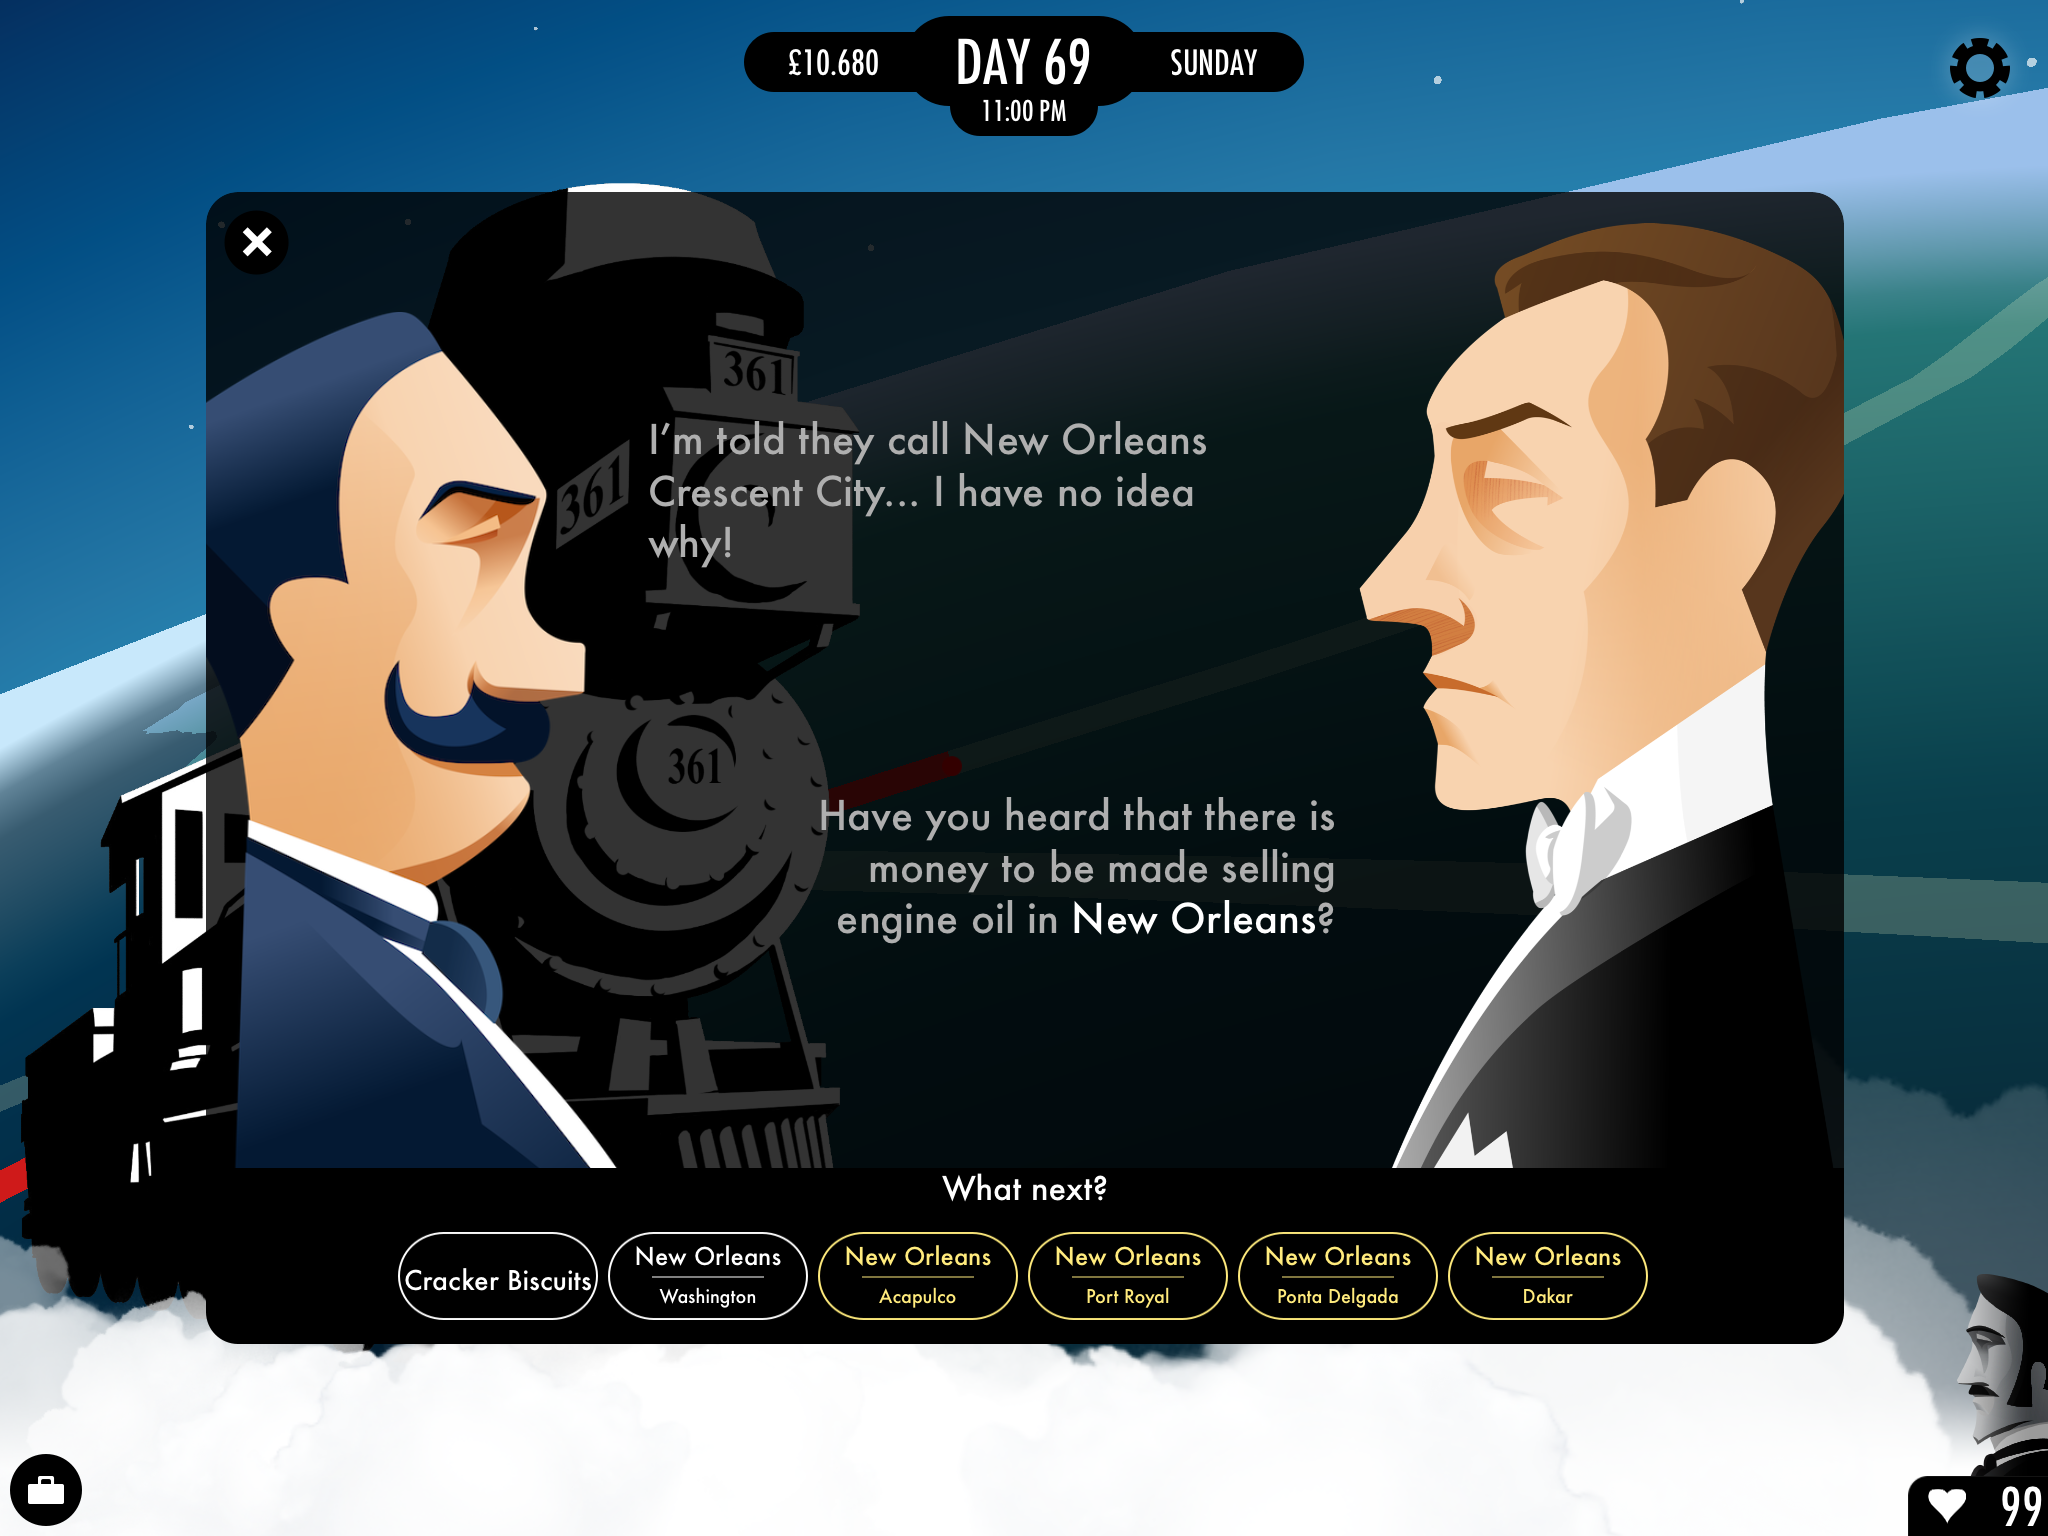 £10.680
DAY 69
SUNDAY
11:00 PM
361
361
I'm told they call New Orleans
Crescent City... I have no idea
why!
361
Have you heard that there is
money to be made selling
engine oil in New Orleans?
What next?
Cracker Biscuits
New Orleans
Washington
New Orleans
Acapulco
New Orleans
Port Royal
New Orleans
Ponta Delgada
New Orleans
Dakar
99